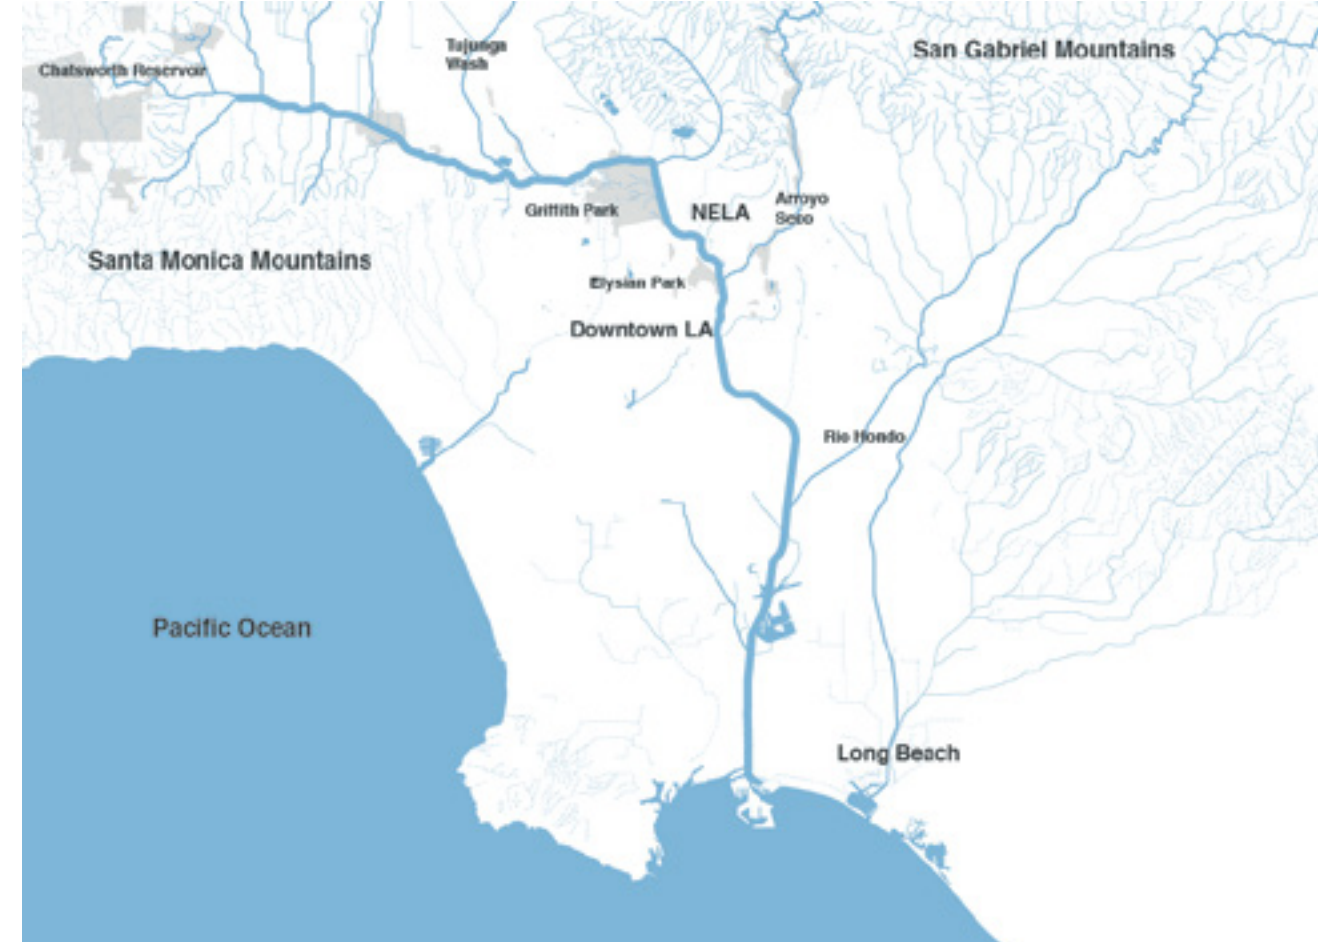 Tujunga
Wash
San Gabriel Mountains
Chatsworth Reservoir
Griffith Park
NELA
Arroyo
Seco
Santa Monica Mountains
Elysian Park
Downtown LA
Rio Hondo
Pacific Ocean
Long Beach